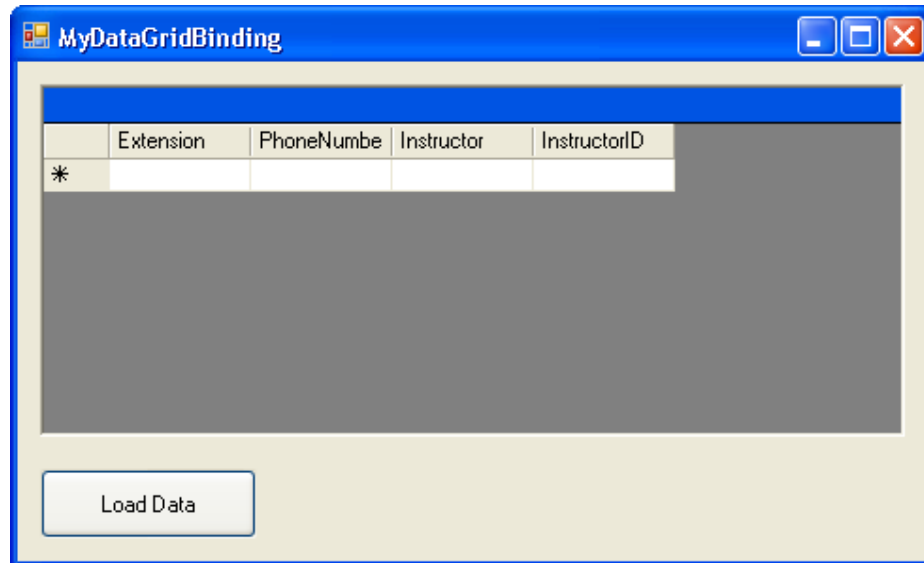 MyDataGridBinding
Extension PhoneNumbe Instructor InstructorID
*
Load Data